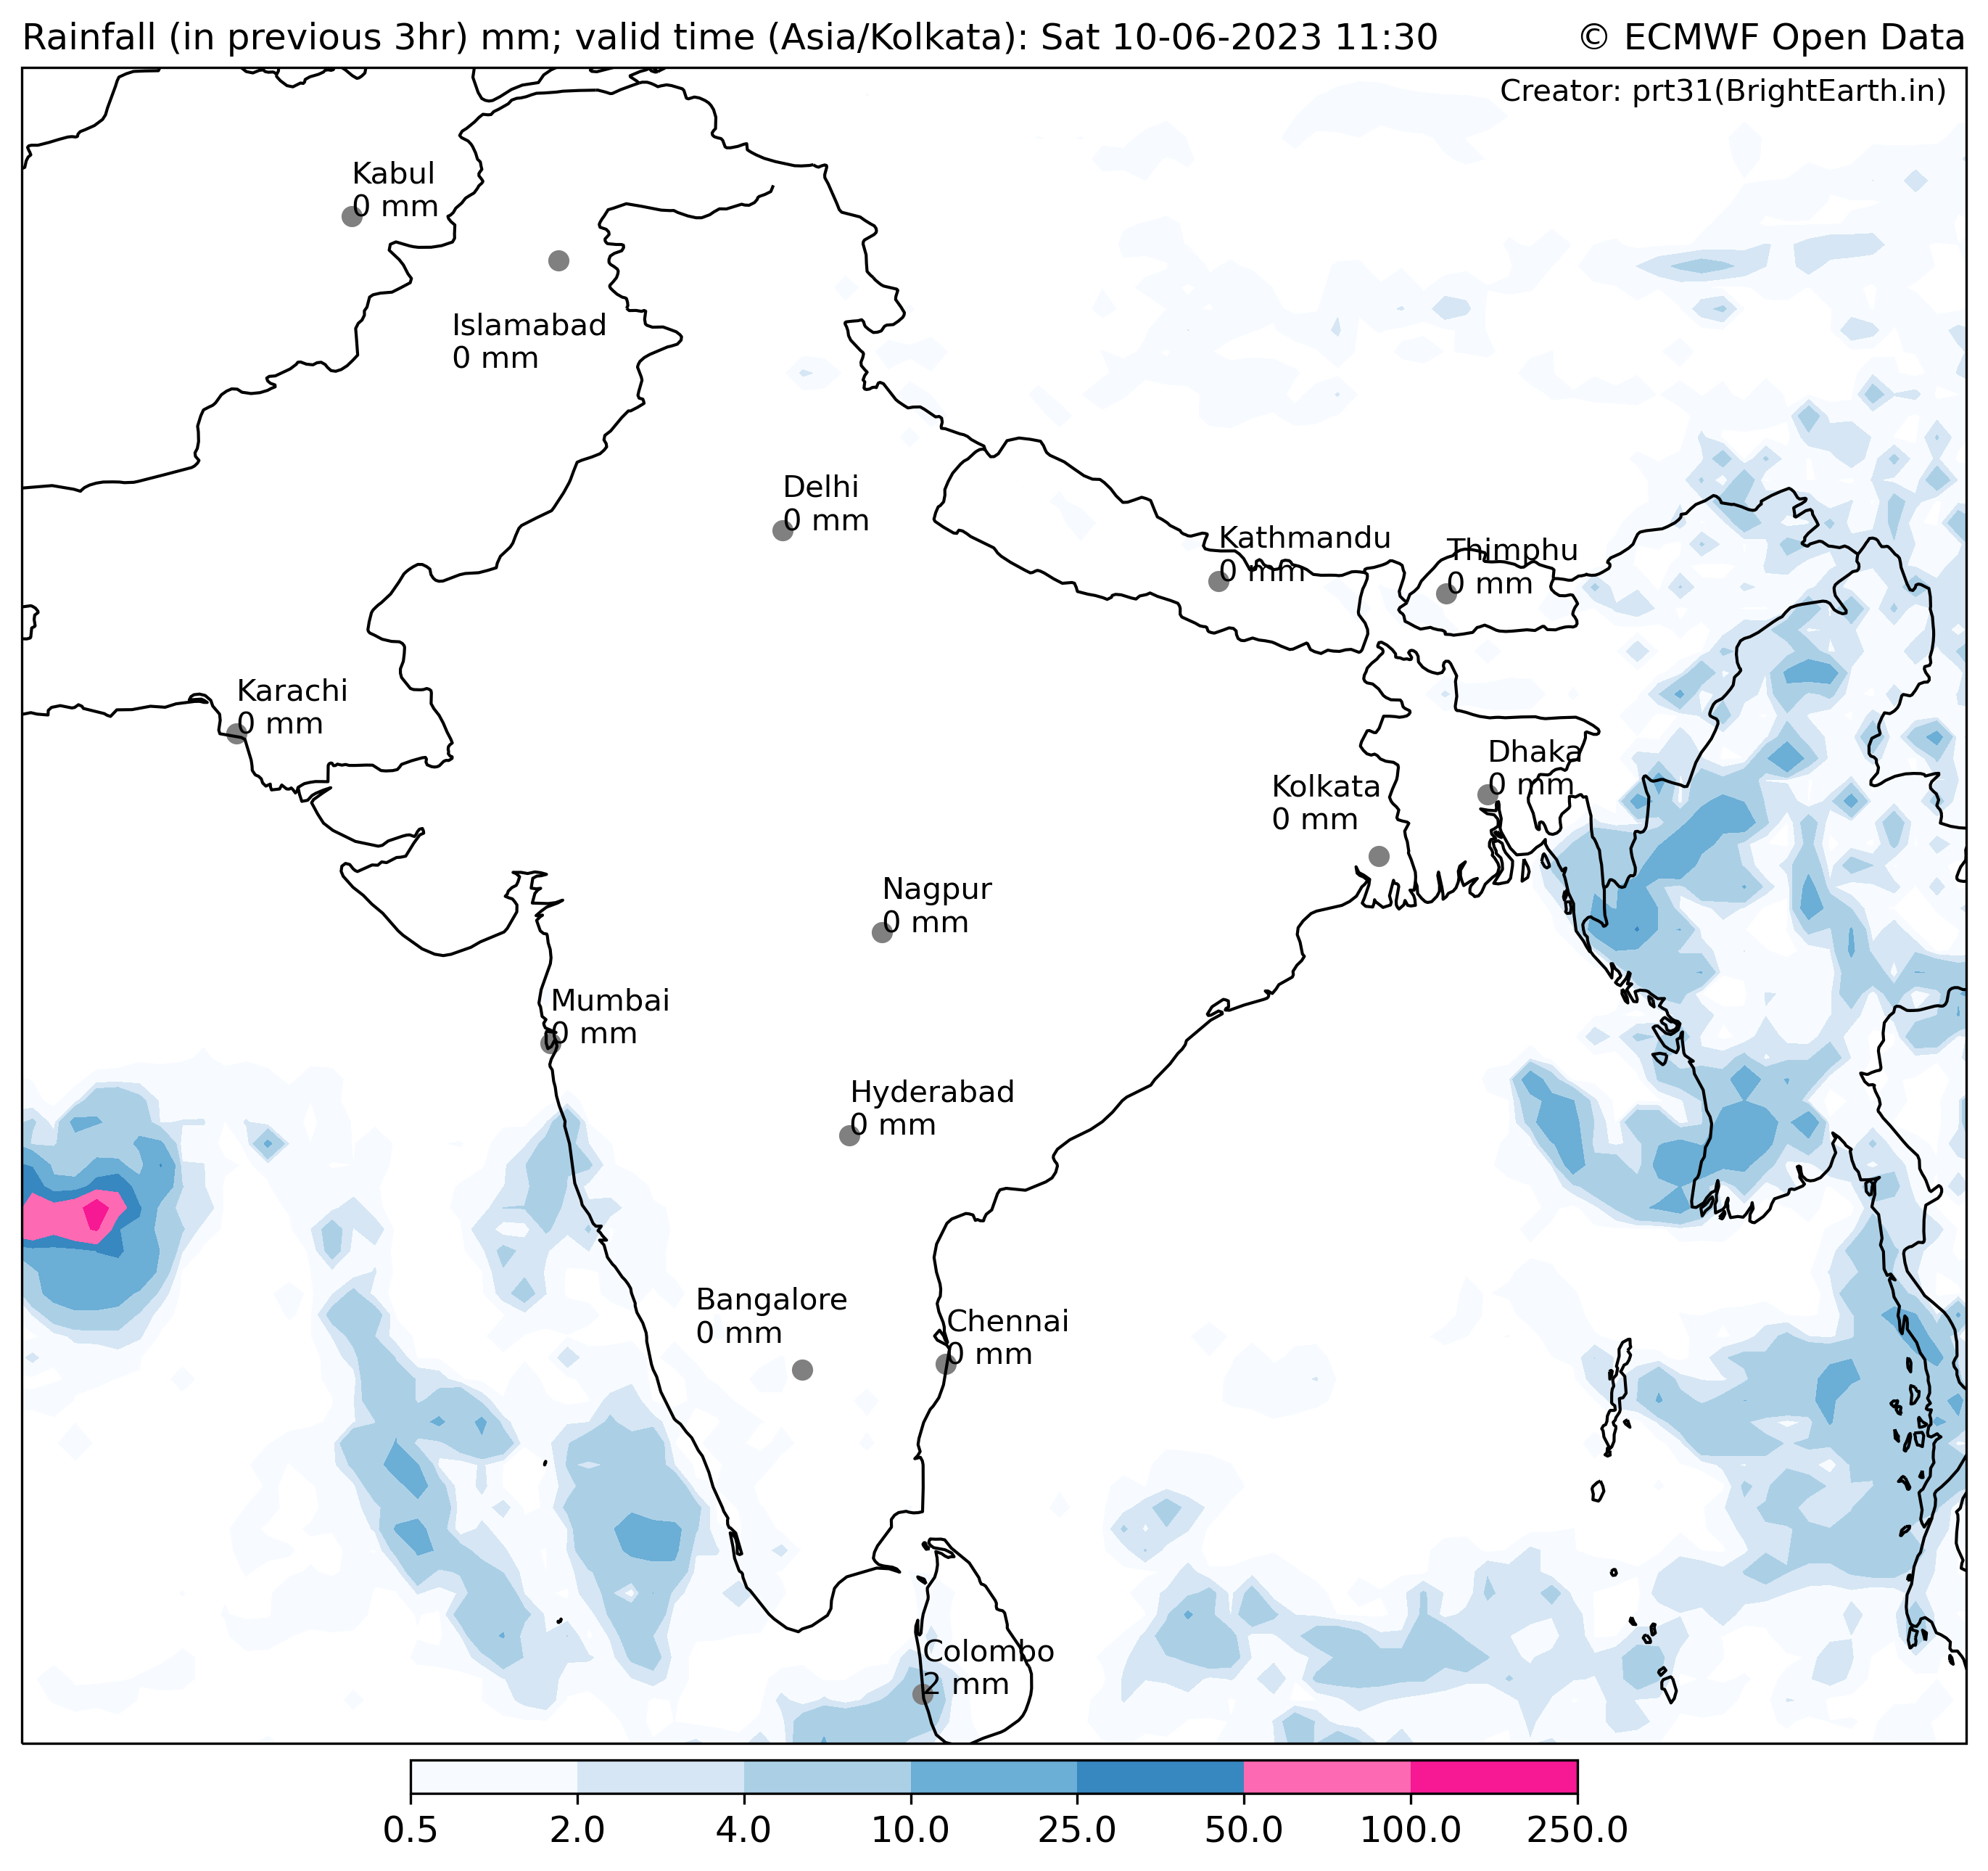 Rainfall (in previous 3hr) mm; valid time (Asia/Kolkata): Sat 10-06-2023 11:30 © ECMWF Open Data
Creator: prt31(BrightEarth.in)
Kabul
0 mm
Islamabad
0 mm
Delhi
0 mm
Kathmandu
0 mm
Thimphu
0 mm
Karachi
0 mm
Dhaka
0 mm
Kolkata
0 mm
Nagpur
0 mm
Mumbai
0 mm
Hyderabad
0 mm
Bangalore
0 mm
Chennai
0 mm
Colombo
2 mm
0.5 2.0 4.0 10.0 25.0 50.0 100.0 250.0